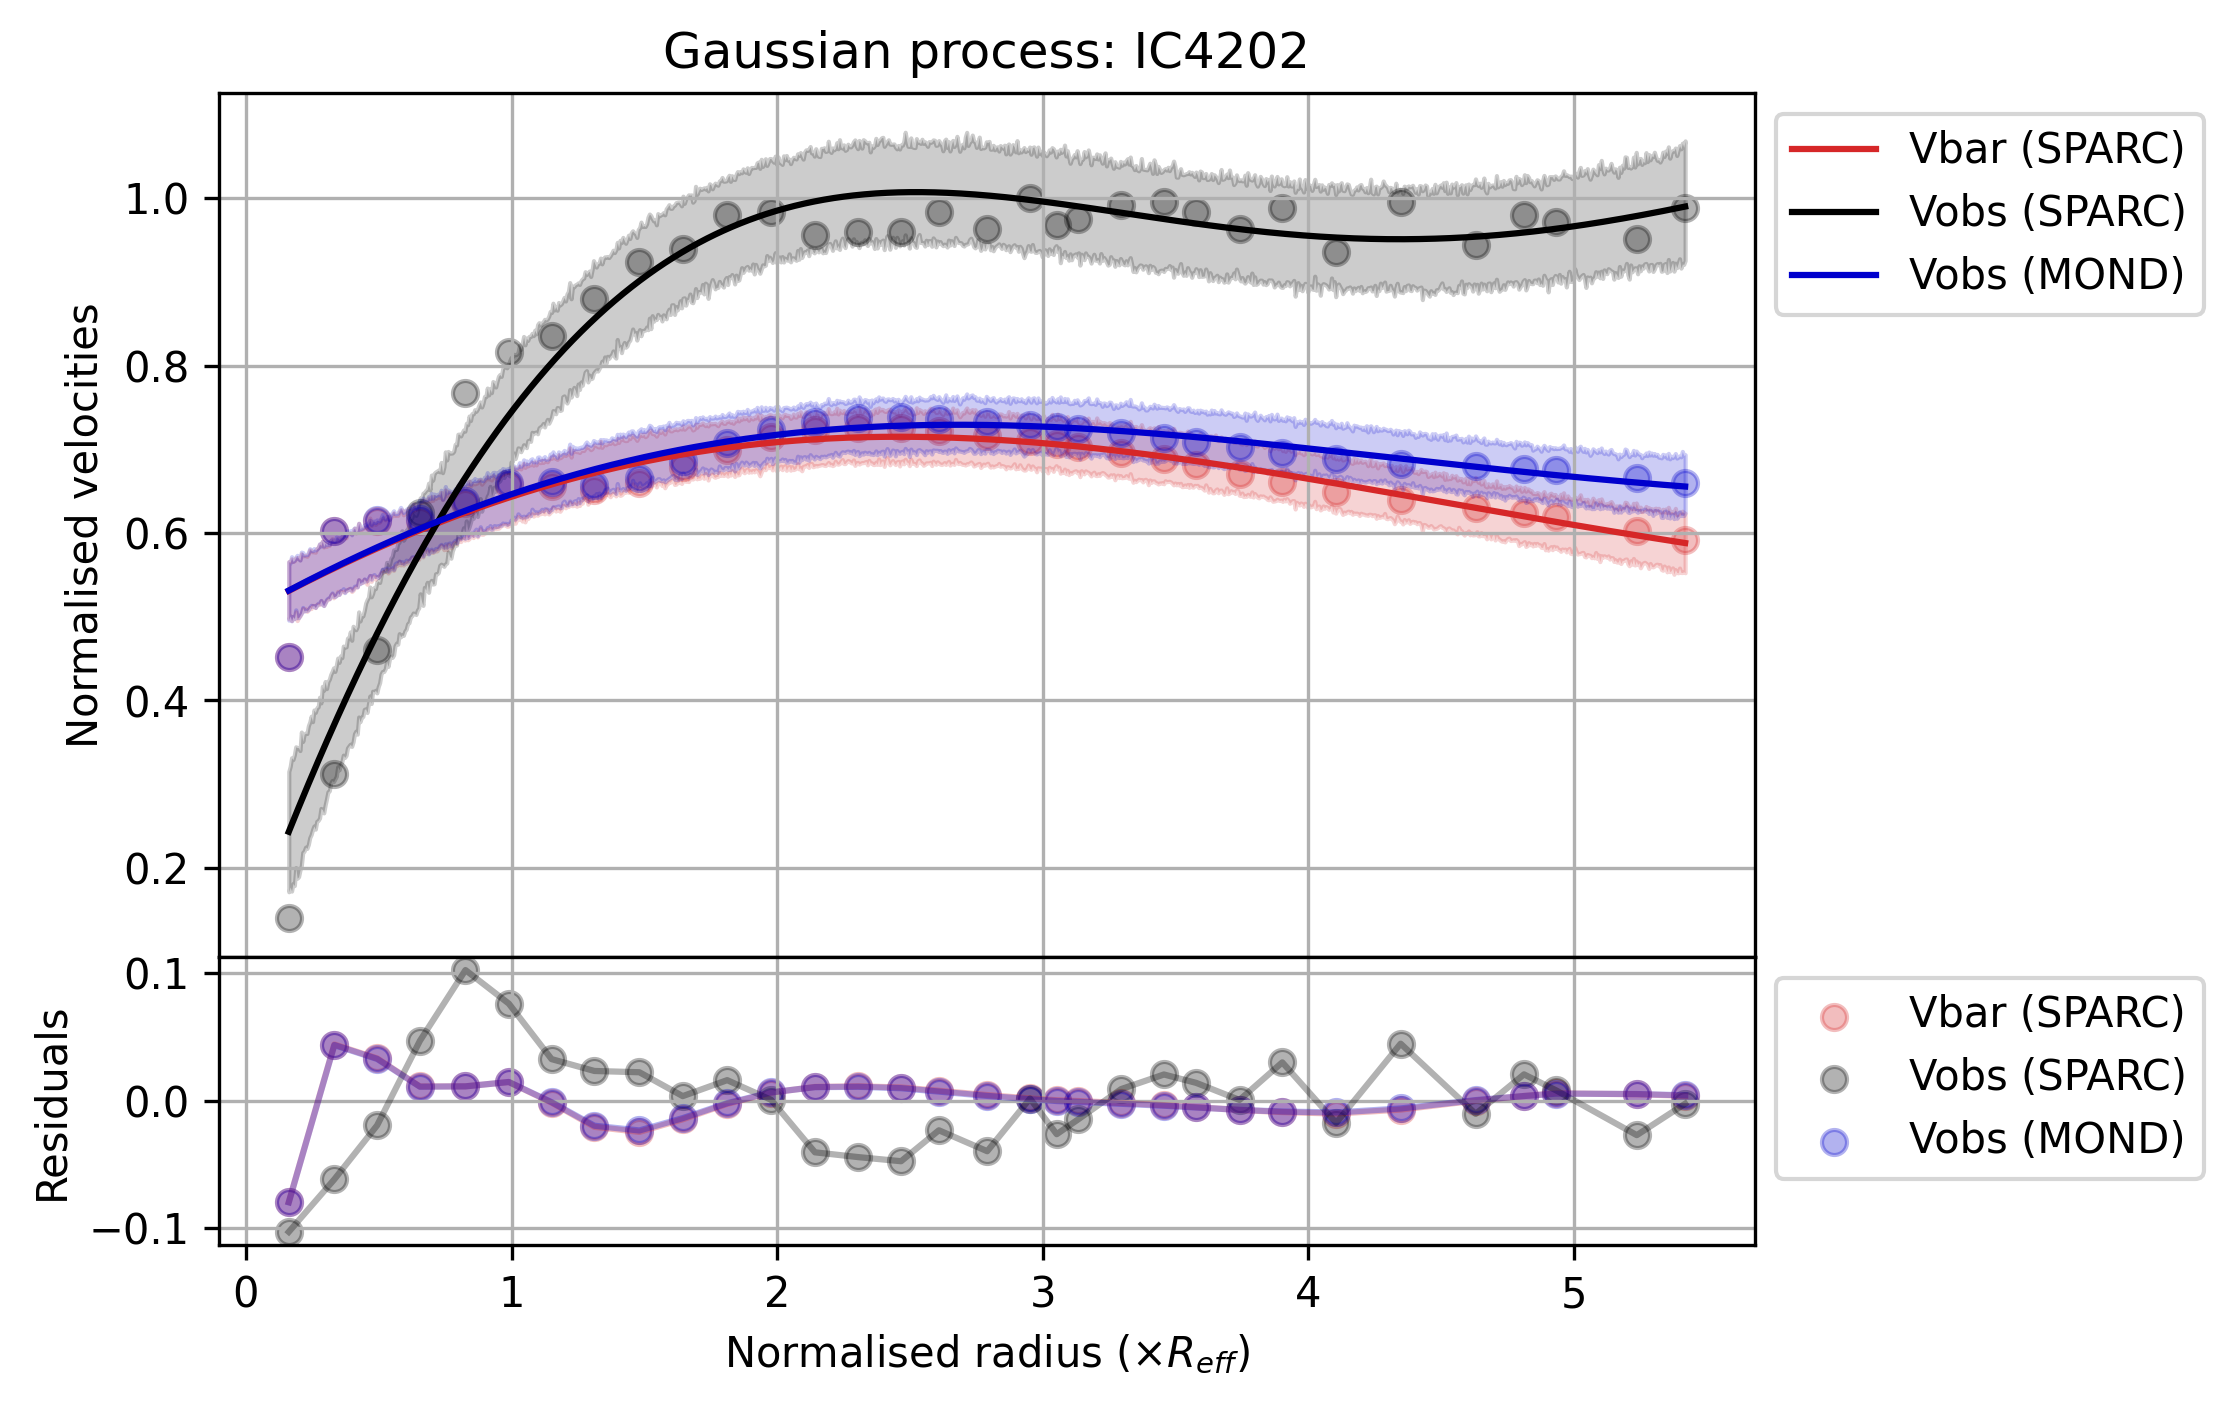 Gaussian process: IC4202
Normalised velocities
1.0
0.8
0.6
0.4
0.2
Vbar (SPARC)
Vobs (SPARC)
Vobs (MOND)
Residuals
0.1
0.0
−0.1
Vbar (SPARC)
Vobs (SPARC)
Vobs (MOND)
0 1 2 3 4 5
Normalised radius (×R_eff)